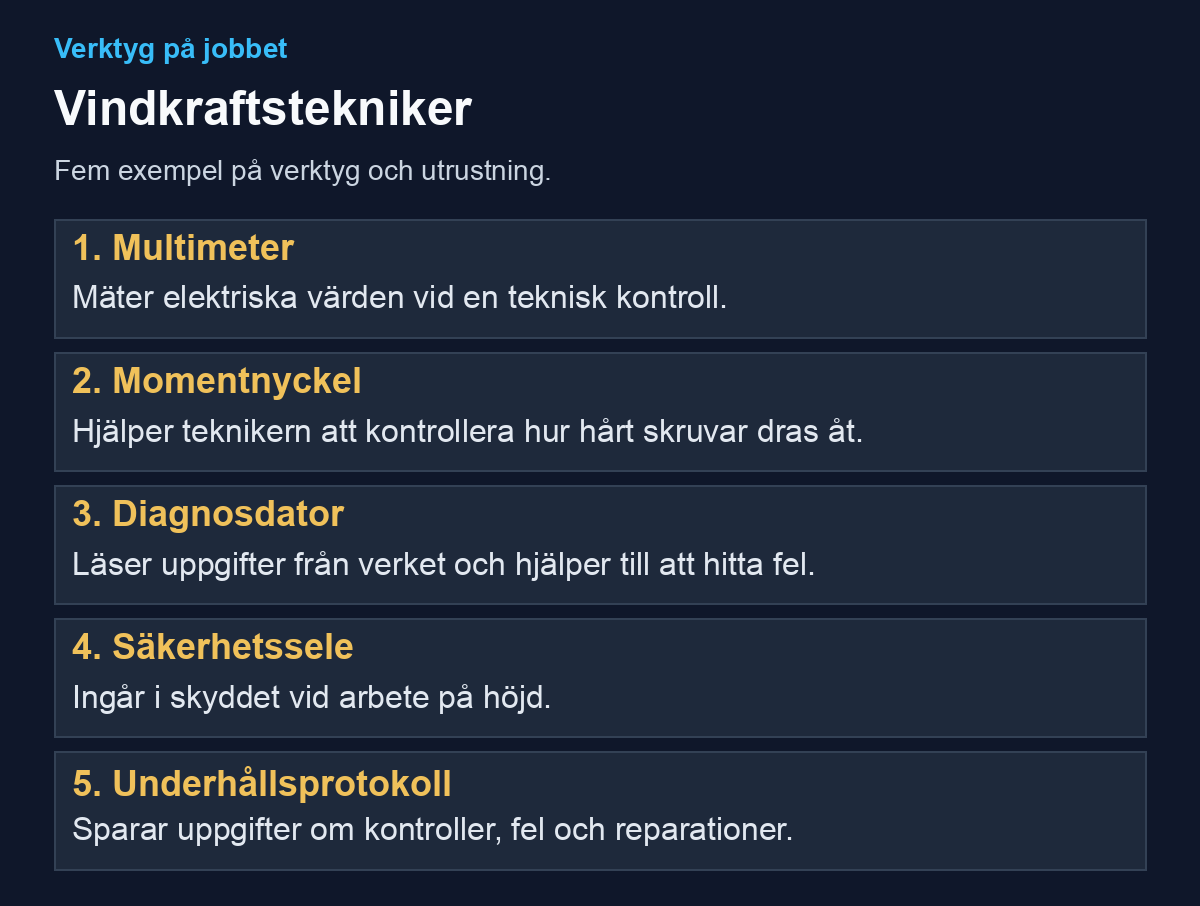 Verktyg på jobbet
Vindkraftstekniker
Fem exempel på verktyg och utrustning.
1. Multimeter
Mäter elektriska värden vid en teknisk kontroll.
2. Momentnyckel
Hjälper teknikern att kontrollera hur hårt skruvar dras åt.
3. Diagnosdator
Läser uppgifter från verket och hjälper till att hitta fel.
4. Säkerhetssele
Ingår i skyddet vid arbete på höjd.
5. Underhållsprotokoll
Sparar uppgifter om kontroller, fel och reparationer.